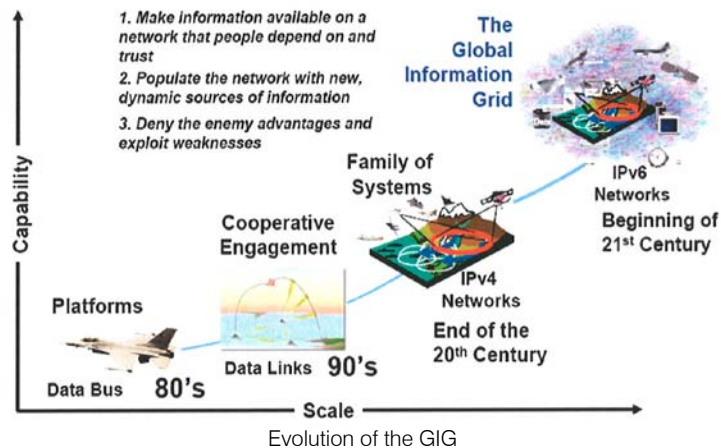 1. Make information available on a
network that people depend on and
trust
2. Populate the network with new,
dynamic sources of information
3. Deny the enemy advantages and
exploit weaknesses
The
Global
Information
Grid
Capability
Family of
Systems
IPv6
Networks
Beginning of
21st Century
Cooperative
Engagement
IPv4
Networks
End of the
20th Century
Platforms
Data Links 90's
Data Bus 80's
Scale
Evolution of the GIG